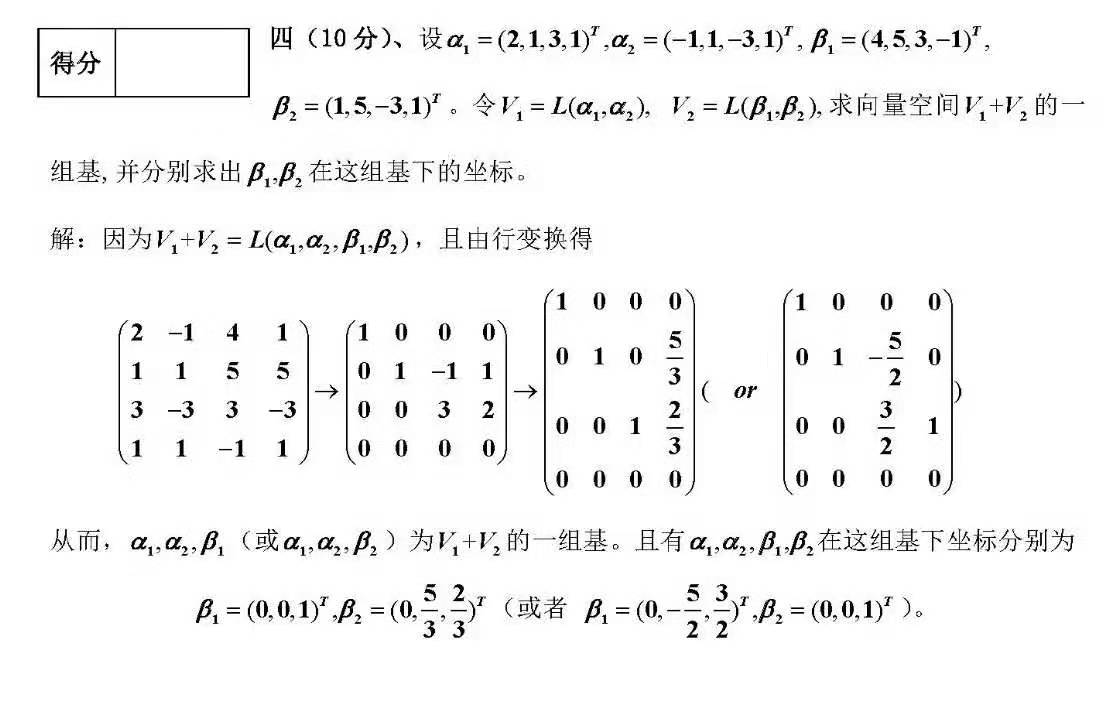 得分
四（10分）、设α₁ = (2,1,3,1)ᵀ,α₂ = (−1,1,−3,1)ᵀ, β₁ = (4,5,3,−1)ᵀ,
β₂ = (1,5,−3,1)ᵀ。令V₁ = L(α₁,α₂), V₂ = L(β₁,β₂),求向量空间V₁+V₂的一
组基,并分别求出β₁,β₂在这组基下的坐标。
解：因为V₁+V₂ = L(α₁,α₂,β₁,β₂)，且由行变换得
(2 −1 4 1; 1 1 5 5; 3 −3 3 −3; 1 1 −1 1) → (1 0 0 0; 0 1 −1 1; 0 0 3 2; 0 0 0 0) → (1 0 0 0; 0 1 0 5/3; 0 0 1 2/3; 0 0 0 0) ( or (1 0 0 0; 0 1 −5/2 0; 0 0 3/2 1; 0 0 0 0) )
从而，α₁,α₂,β₁（或α₁,α₂,β₂）为V₁+V₂的一组基。且有α₁,α₂,β₁,β₂在这组基下坐标分别为
β₁ = (0,0,1)ᵀ,β₂ = (0,5/3,2/3)ᵀ（或者 β₁ = (0,−5/2,3/2)ᵀ,β₂ = (0,0,1)ᵀ）。